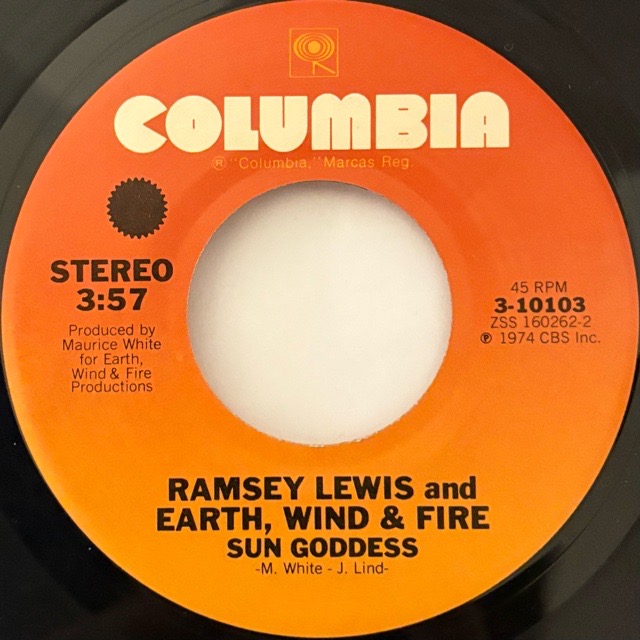 COLUMBIA
® "Columbia," Marcas Reg.
STEREO
3:57
Produced by
Maurice White
for Earth,
Wind & Fire
Productions
45 RPM
3-10103
ZSS 160262-2
℗ 1974 CBS Inc.
RAMSEY LEWIS and
EARTH, WIND & FIRE
SUN GODDESS
-M. White - J. Lind-